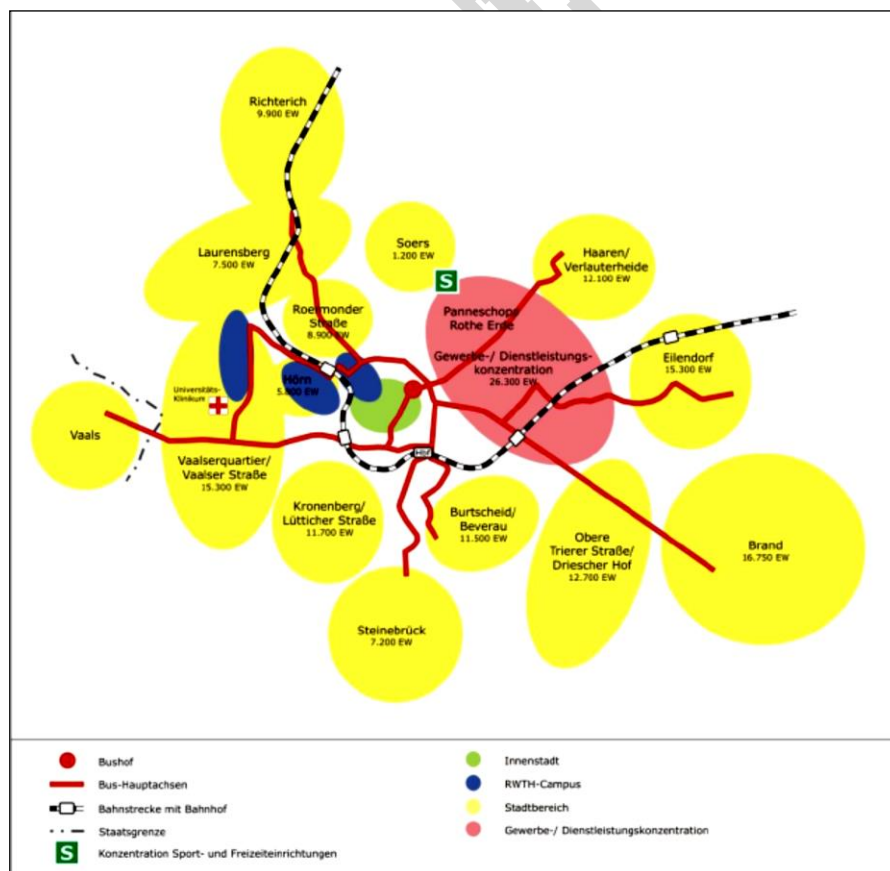 Richterich
9.900 EW
Laurensberg
7.500 EW
Soers
1.200 EW
Haaren/
Verlauterheide
12.100 EW
S
Roermonder
Straße
8.900 EW
Panneschopp
Rothe Erde
Gewerbe-/ Dienstleistungs-
konzentration
26.300 EW
Eilendorf
15.300 EW
Universitäts-
Klinikum
Hörn
Vaals
Vaalserquartier/
Vaalser Straße
15.300 EW
Hbf
Kronenberg/
Lütticher Straße
11.700 EW
Burtscheid/
Beverau
11.500 EW
Obere
Trierer Straße/
Driescher Hof
12.700 EW
Brand
16.750 EW
Steinebrück
7.200 EW
Bushof
Bus-Hauptachsen
Bahnstrecke mit Bahnhof
Staatsgrenze
S Konzentration Sport- und Freizeiteinrichtungen
Innenstadt
RWTH-Campus
Stadtbereich
Gewerbe-/ Dienstleistungskonzentration